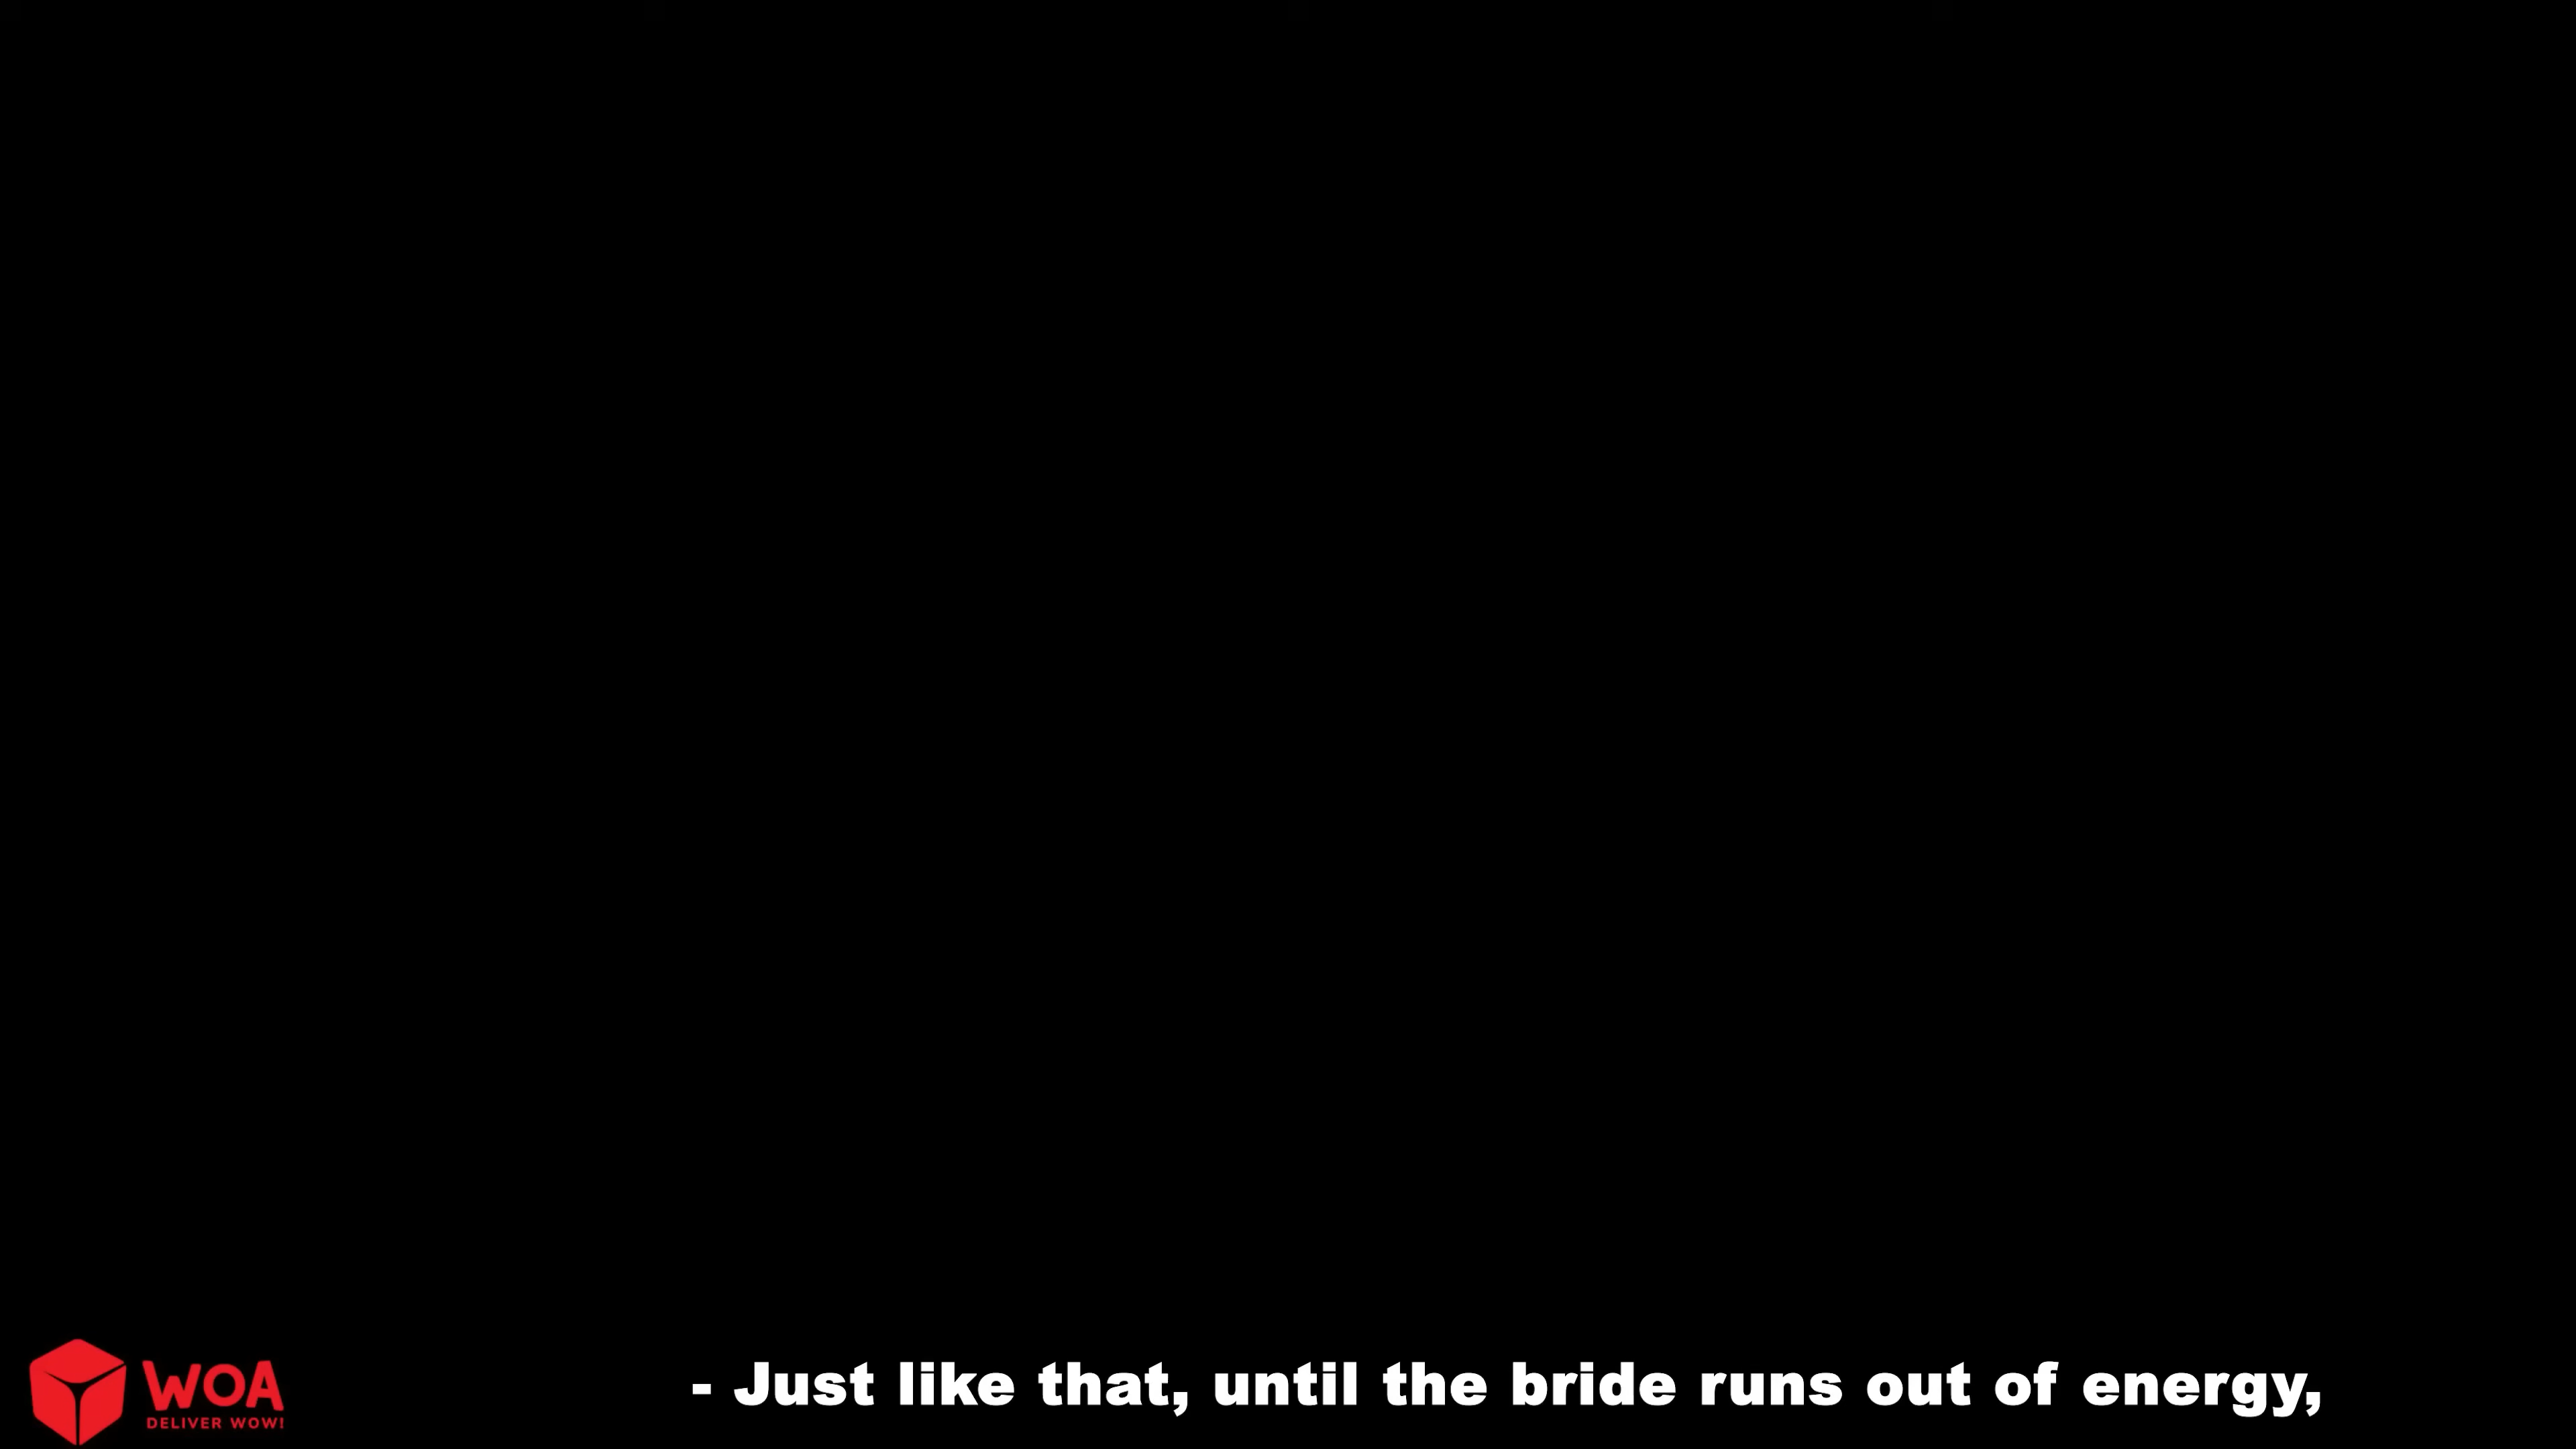 WOA
DELIVER WOW!
- Just like that, until the bride runs out of energy,